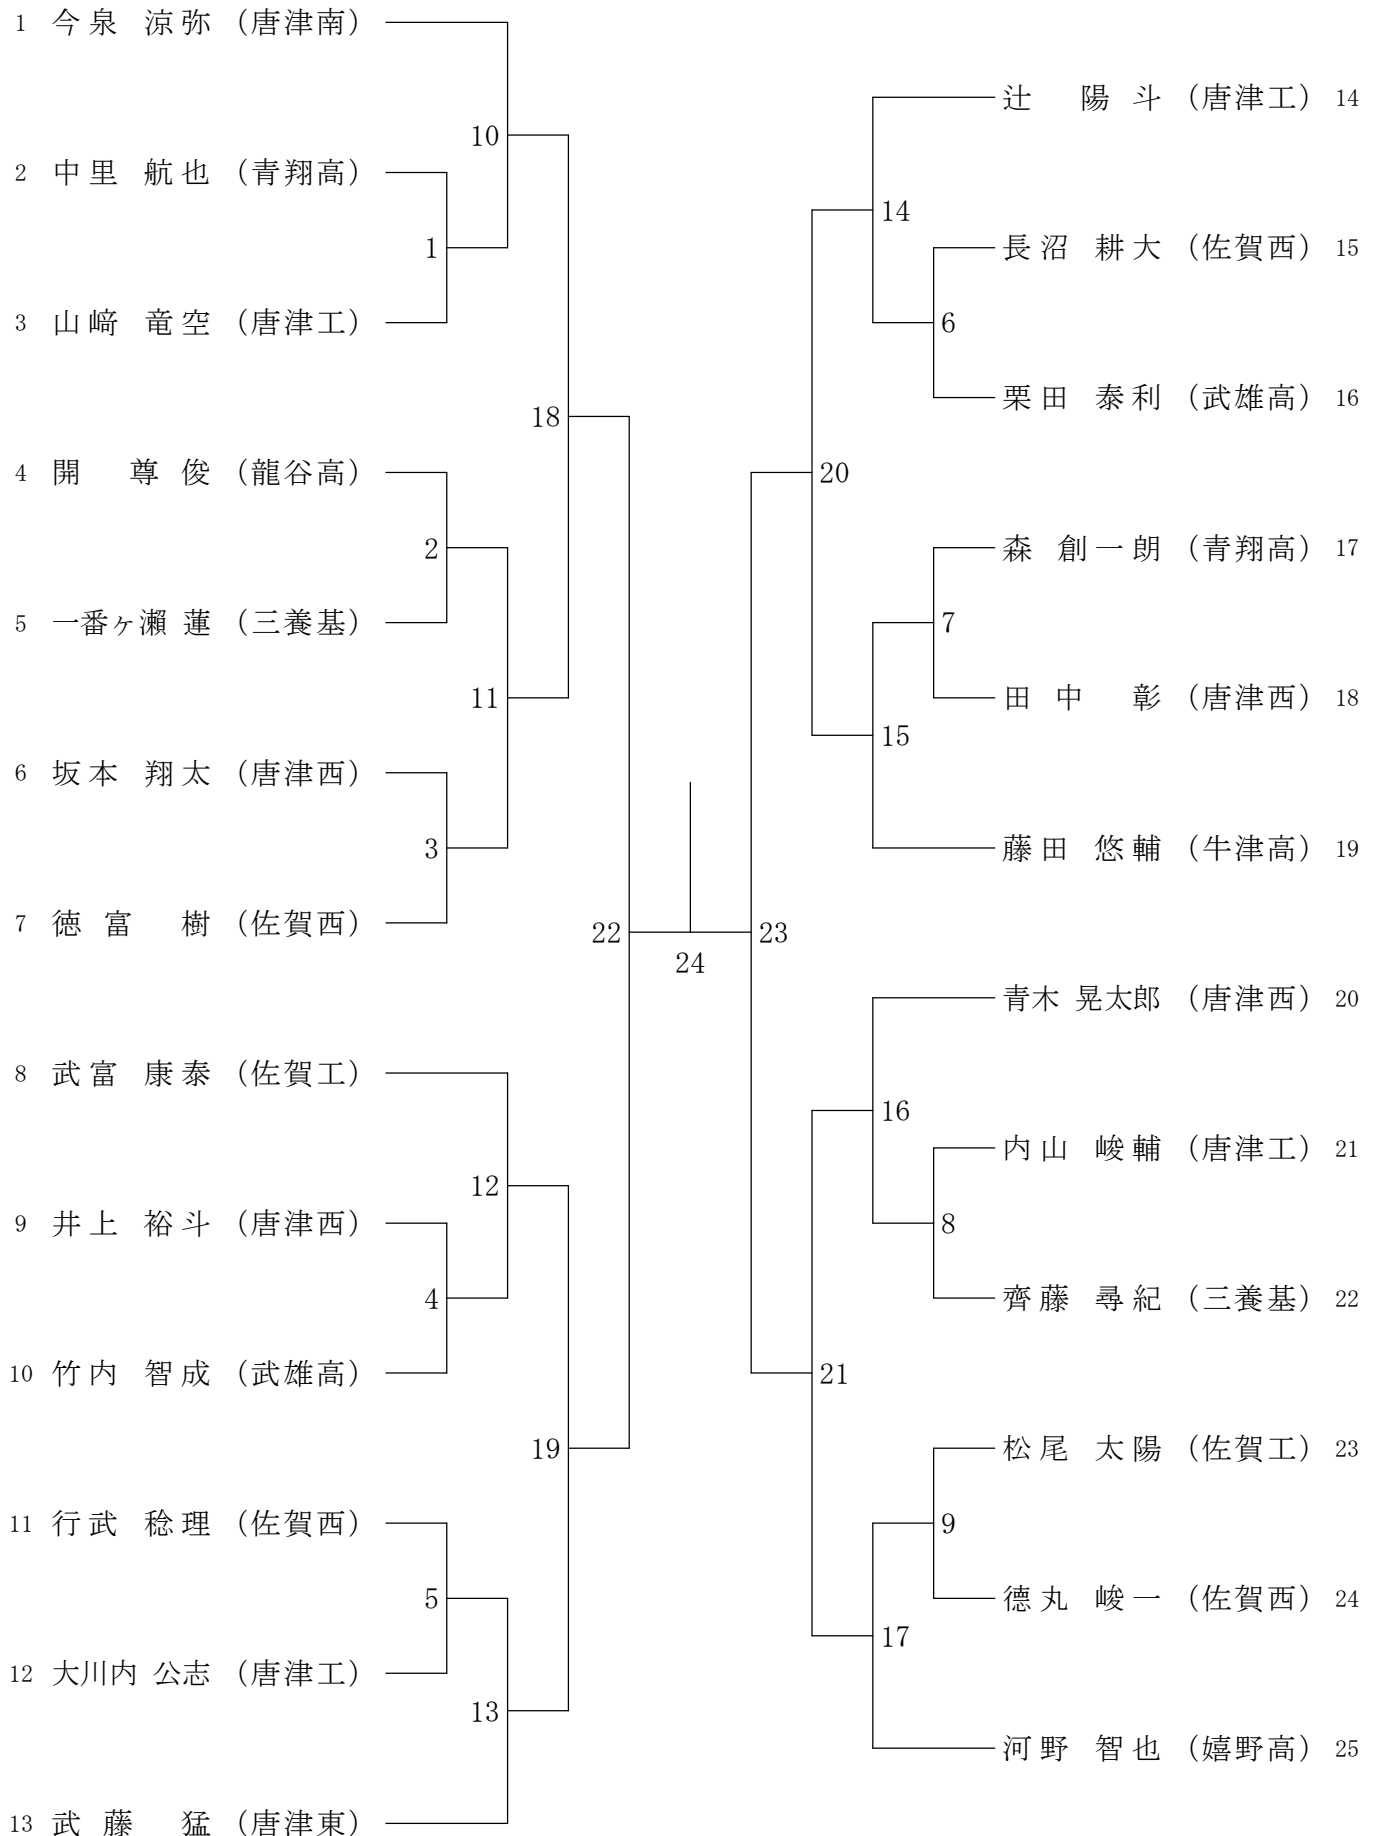 1 今泉 涼弥 (唐津南)
2 中里 航也 (青翔高)
3 山﨑 竜空 (唐津工)
4 開 尊俊 (龍谷高)
5 一番ヶ瀬 蓮 (三養基)
6 坂本 翔太 (唐津西)
7 徳富 樹 (佐賀西)
8 武富 康泰 (佐賀工)
9 井上 裕斗 (唐津西)
10 竹内 智成 (武雄高)
11 行武 稔理 (佐賀西)
12 大川内 公志 (唐津工)
13 武藤 猛 (唐津東)
1
2
3
4
5
10
11
12
13
18
19
22
24
23
20
21
14
15
16
17
6
7
8
9
辻 陽斗 (唐津工) 14
長沼 耕大 (佐賀西) 15
栗田 泰利 (武雄高) 16
森 創一朗 (青翔高) 17
田中 彰 (唐津西) 18
藤田 悠輔 (牛津高) 19
青木 晃太郎 (唐津西) 20
内山 峻輔 (唐津工) 21
齊藤 尋紀 (三養基) 22
松尾 太陽 (佐賀工) 23
德丸 峻一 (佐賀西) 24
河野 智也 (嬉野高) 25